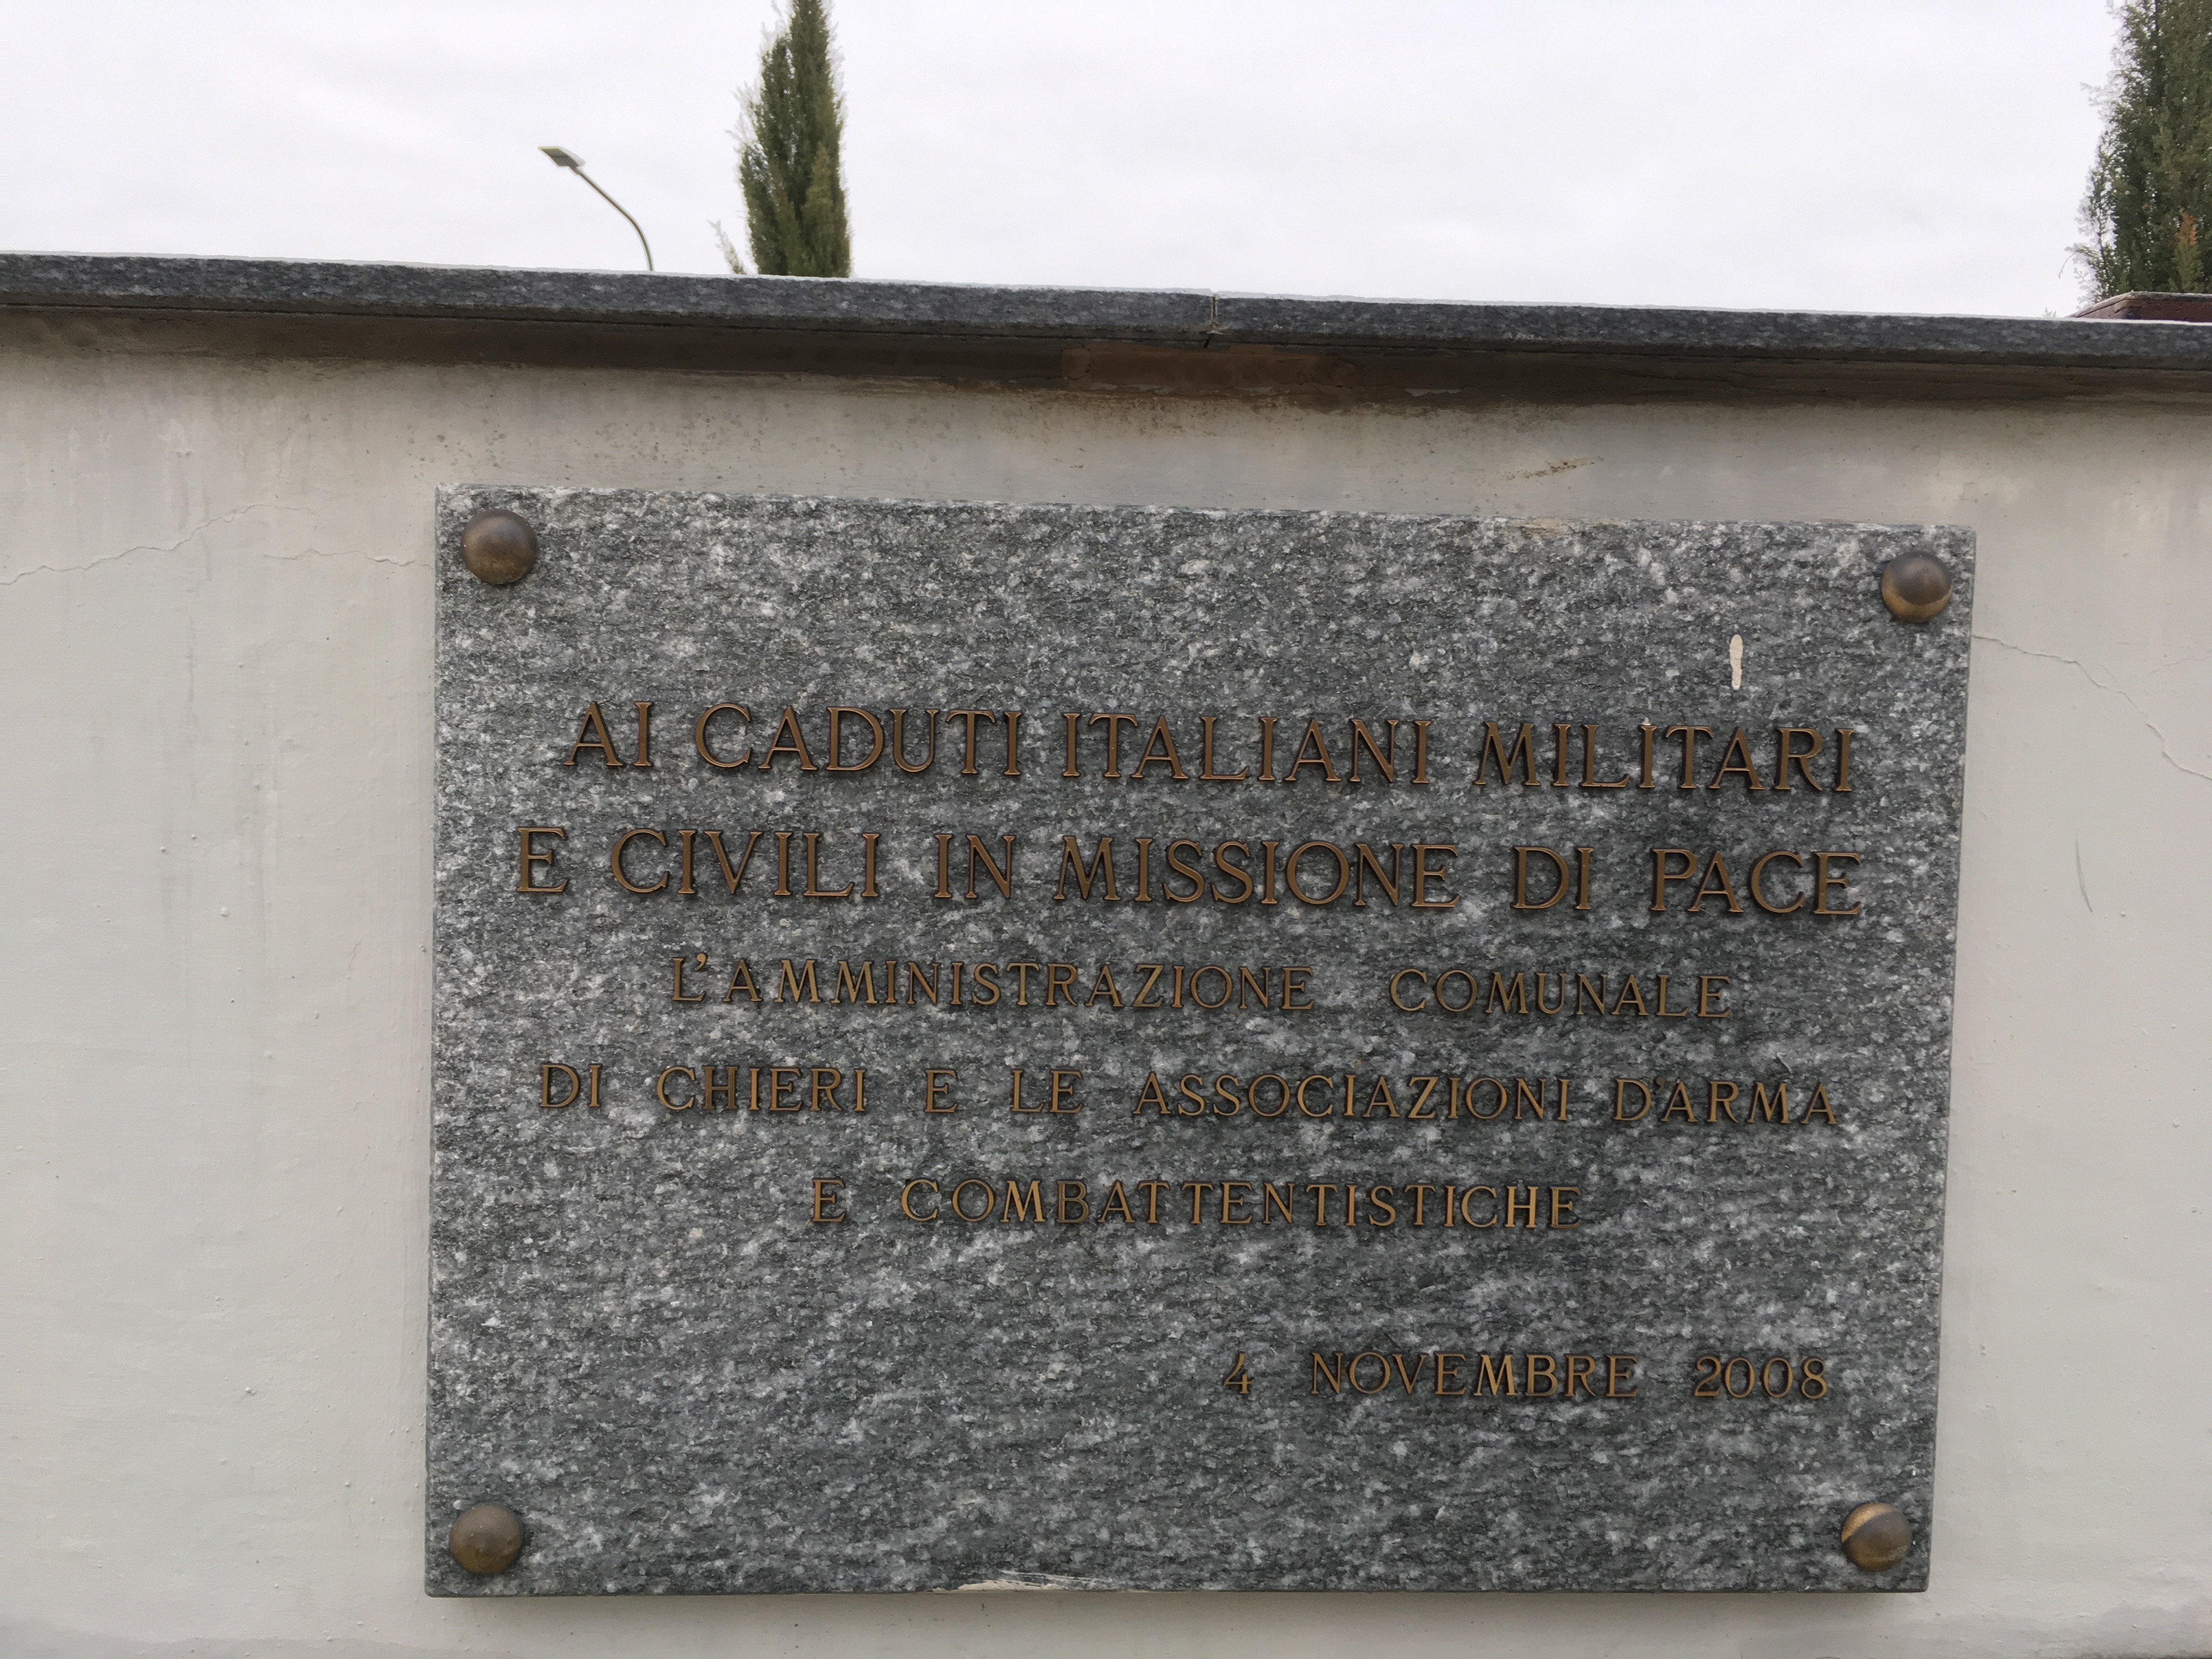 AI CADUTI ITALIANI MILITARI
E CIVILI IN MISSIONE DI PACE
L'AMMINISTRAZIONE COMUNALE
DI CHIERI E LE ASSOCIAZIONI D'ARMA
E COMBATTENTISTICHE
4 NOVEMBRE 2008